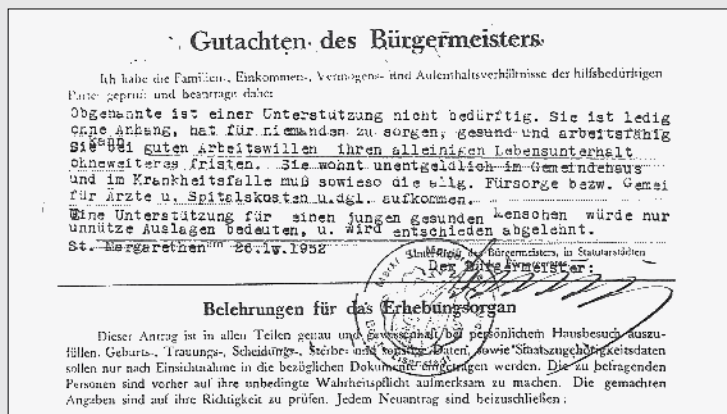 Gutachten des Bürgermeisters
Ich habe die Familien-, Einkommen-, Vermögens- und Aufenthaltsverhältnisse der hilfsbedürftigen
Partei geprüft und beantrage daher
Obgenannte ist einer Unterstützung nicht bedürftig. Sie ist ledig
ohne Anhang, hat für niemanden zu sorgen, gesund und arbeitsfähig
Sie kann bei guten Arbeitswillen ihren alleinigen Lebensunterhalt
ohneweiteres fristen. Sie wohnt unentgeldlich im Gemeindehaus
und im Krankheitsfalle muß sowieso die allg. Fürsorge bezw. Gemei
für Ärzte u. Spitalskosten u.dgl. aufkommen.
Eine Unterstützung für einen jungen gesunden Menschen würde nur
unnütze Auslagen bedeuten, u. wird entschieden abgelehnt.
St. Margarethen am 26.iv.1952
Unterschrift des Bürgermeisters, in Statutarstädten
Der Bürgermeister:
Belehrungen für das Erhebungsorgan
Dieser Antrag ist in allen Teilen genau und gewissenhaft bei persönlichem Hausbesuch auszu-
füllen. Geburts-, Trauungs-, Scheidungs-, Sterbe- und sonstige Daten, sowie Staatszugehörigkeitsdaten
sollen nur nach Einsichtnahme in die bezüglichen Dokumente eingetragen werden. Die zu befragenden
Personen sind vorher auf ihre unbedingte Wahrheitspflicht aufmerksam zu machen. Die gemachten
Angaben sind auf ihre Richtigkeit zu prüfen. Jedem Neuantrag sind beizuschließen: